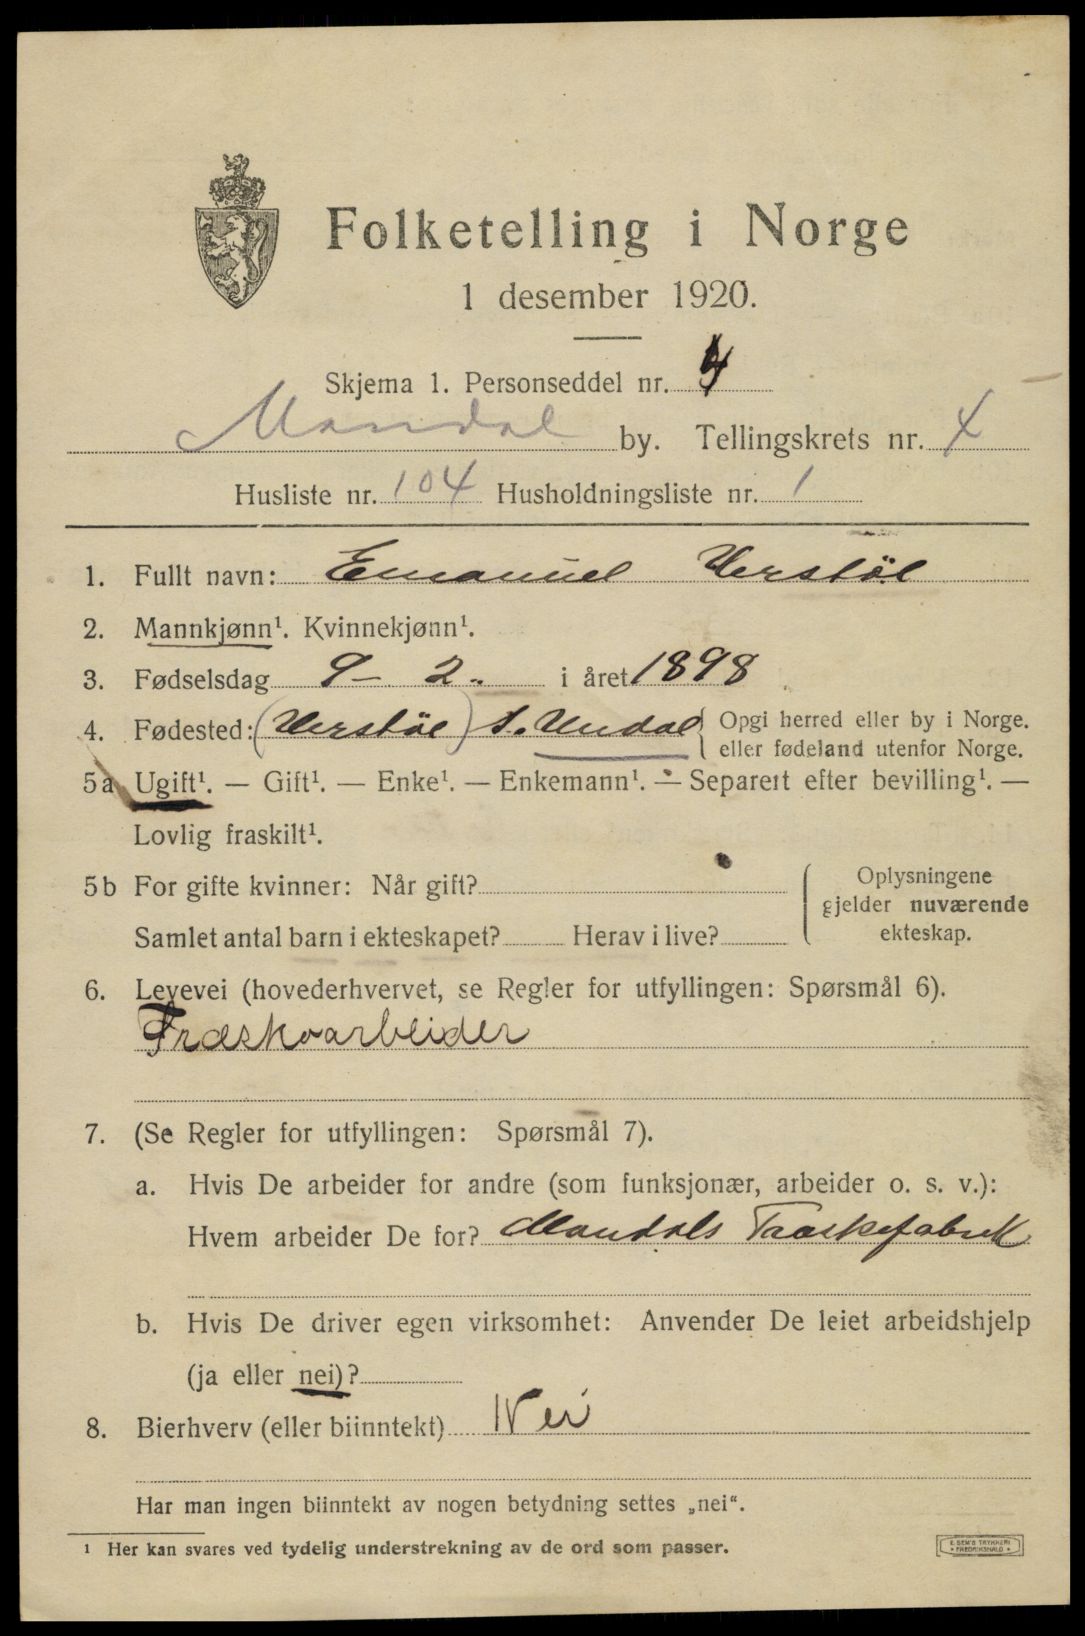 Folketelling i Norge
1 desember 1920.
Skjema 1. Personseddel nr. 4
Mandal by. Tellingskrets nr. 4
Husliste nr. 104 Husholdningsliste nr. 1
1. Fullt navn: Emanuel Verstöl
2. Mannkjønn¹. Kvinnekjønn¹.
3. Fødselsdag 9 – 2. i året 1898
4. Fødested: (Verstöl) S. Undal { Opgi herred eller by i Norge.
eller fødeland utenfor Norge.
5a Ugift¹. — Gift¹. — Enke¹. — Enkemann¹. — Separert efter bevilling¹. —
Lovlig fraskilt¹.
5b For gifte kvinner: Når gift?
Samlet antal barn i ekteskapet? Herav i live?
Oplysningene
gjelder nuværende
ekteskap.
6. Levevei (hovederhvervet, se Regler for utfyllingen: Spørsmål 6).
Træskoarbeider
7. (Se Regler for utfyllingen: Spørsmål 7).
a. Hvis De arbeider for andre (som funksjonær, arbeider o. s. v.):
Hvem arbeider De for? Mandals Træskofabrik
b. Hvis De driver egen virksomhet: Anvender De leiet arbeidshjelp
(ja eller nei)?
8. Bierhverv (eller biinntekt) Nei
Har man ingen biinntekt av nogen betydning settes „nei“.
¹ Her kan svares ved tydelig understrekning av de ord som passer.
E. SEM'S TRYKKERI
FREDRIKSHALD